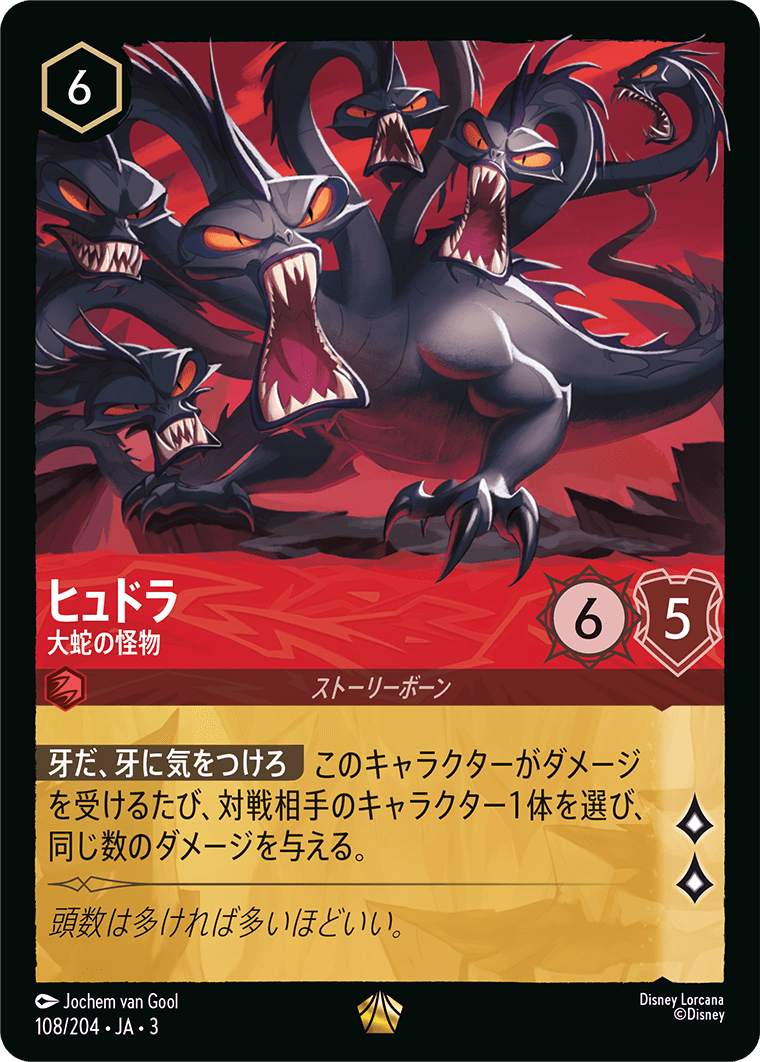 6
ヒュドラ
大蛇の怪物
6
5
ストーリーボーン
牙だ、牙に気をつけろ このキャラクターがダメージ
を受けるたび、対戦相手のキャラクター1体を選び、
同じ数のダメージを与える。
頭数は多ければ多いほどいい。
Jochem van Gool
108/204 • JA • 3
Disney Lorcana
©Disney